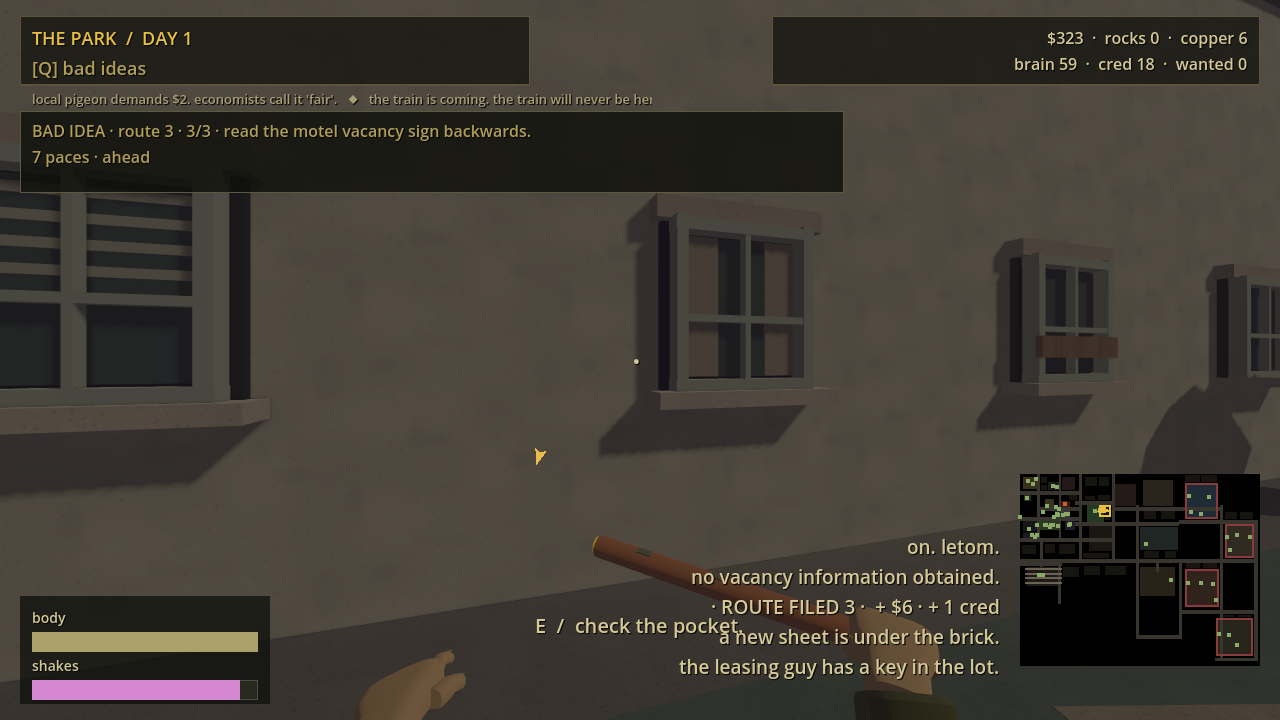 THE PARK / DAY 1
[Q] bad ideas
$323 · rocks 0 · copper 6
brain 59 · cred 18 · wanted 0
local pigeon demands $2. economists call it 'fair'. ◆ the train is coming. the train will never be her
BAD IDEA · route 3 · 3/3 · read the motel vacancy sign backwards.
7 paces · ahead
on. letom.
no vacancy information obtained.
· ROUTE FILED 3 · + $6 · + 1 cred
E / check the pocket.
a new sheet is under the brick.
the leasing guy has a key in the lot.
body
shakes